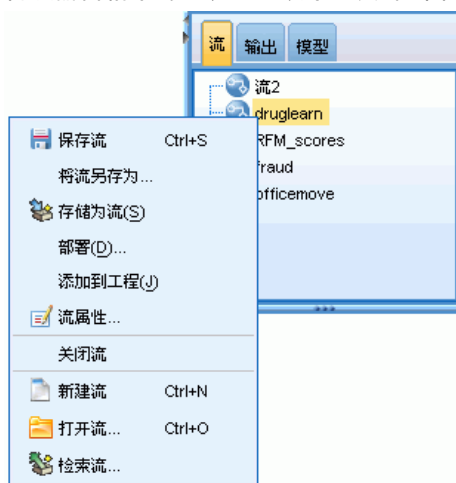 流 输出 模型
流2
druglearn
RFM_scores
fraud
officemove
保存流 Ctrl+S
将流另存为...
存储为流(S)
部署(D)...
添加到工程(J)
流属性...
关闭流
新建流 Ctrl+N
打开流... Ctrl+O
检索流...